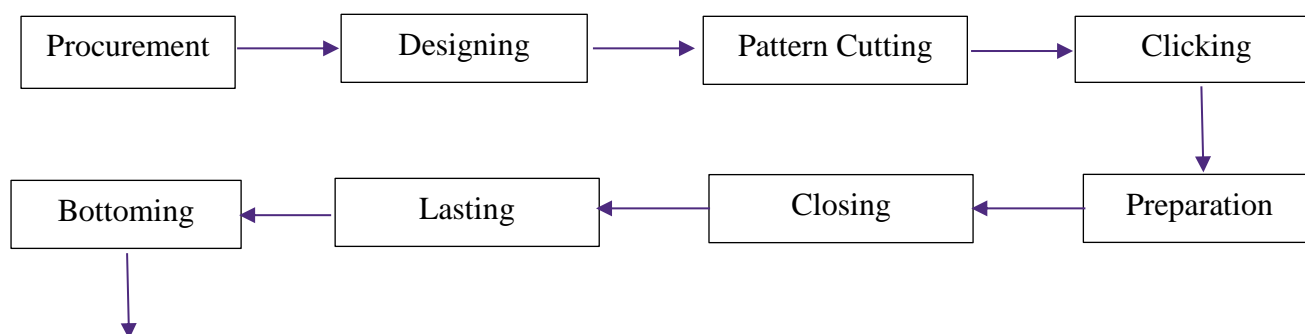 Procurement
Designing
Pattern Cutting
Clicking
Preparation
Closing
Lasting
Bottoming